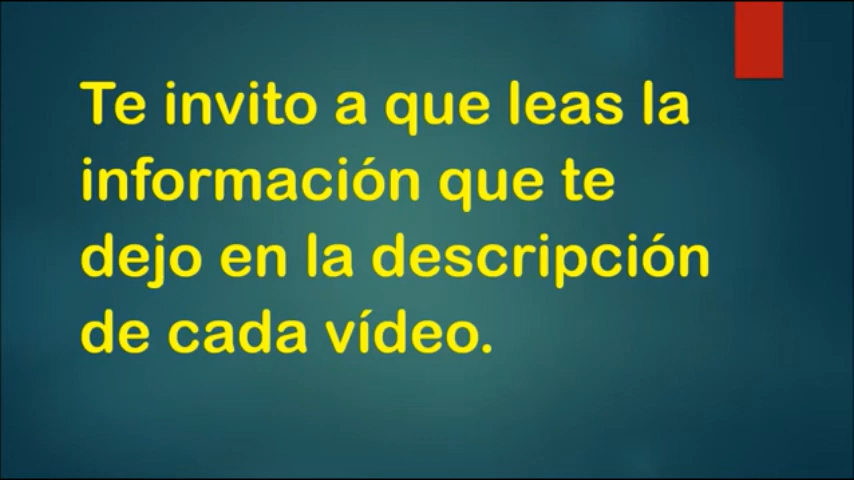 Te invito a que leas la
información que te
dejo en la descripción
de cada vídeo.